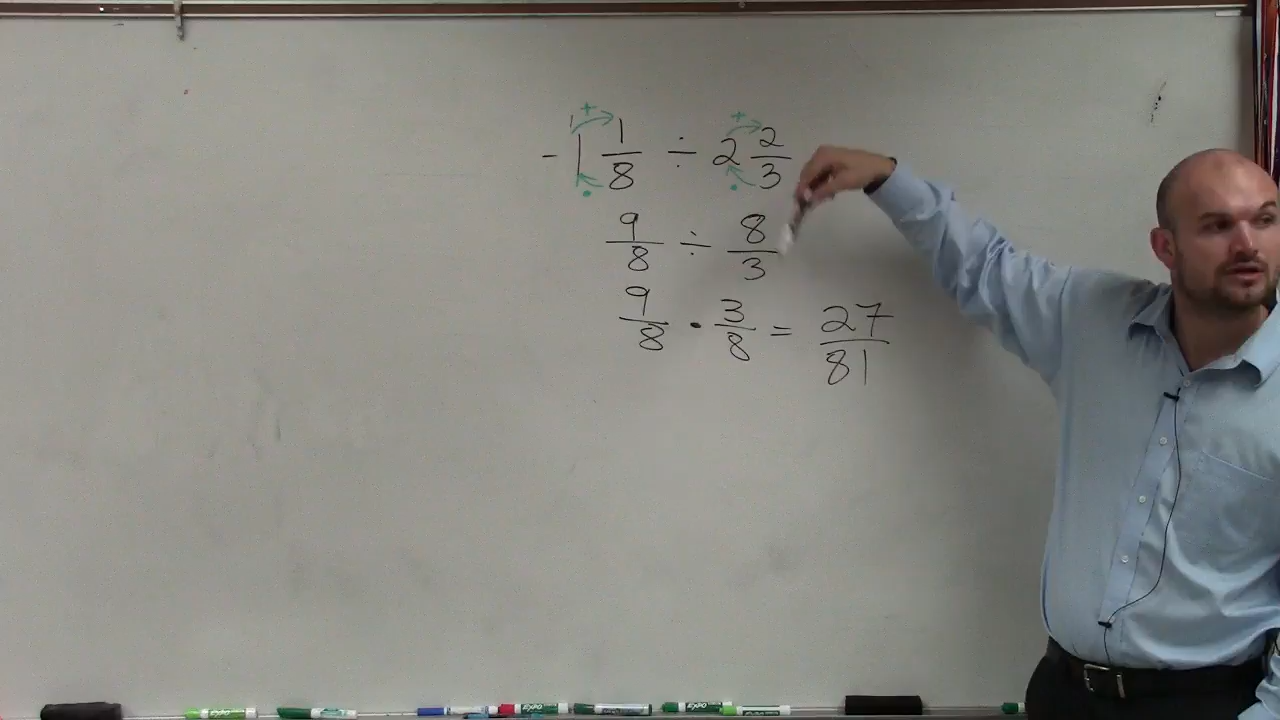 - 1 1/8 ÷ 2 2/3
9/8 ÷ 8/3
9/8 · 3/8 = 27/81